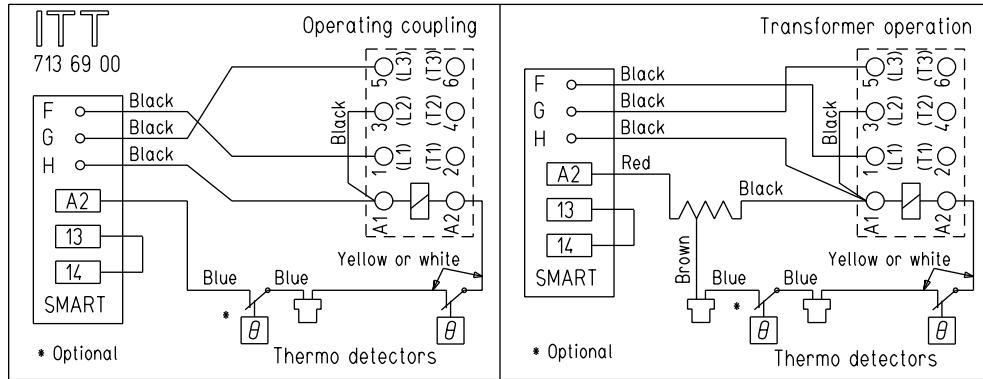 ITT
713 69 00
Operating coupling
F
G
H
A2
13
14
SMART
Black
Black
Black
Black
5 (L3) (T3) 6
3 (L2) (T2) 4
1 (L1) (T1) 2
A1 A2
Yellow or white
Blue
Blue
*
θ
θ
* Optional
Thermo detectors
Transformer operation
F
G
H
A2
13
14
SMART
Black
Black
Black
Red
Black
Black
Brown
5 (L3) (T3) 6
3 (L2) (T2) 4
1 (L1) (T1) 2
A1 A2
Yellow or white
Blue
Blue
*
θ
θ
* Optional
Thermo detectors